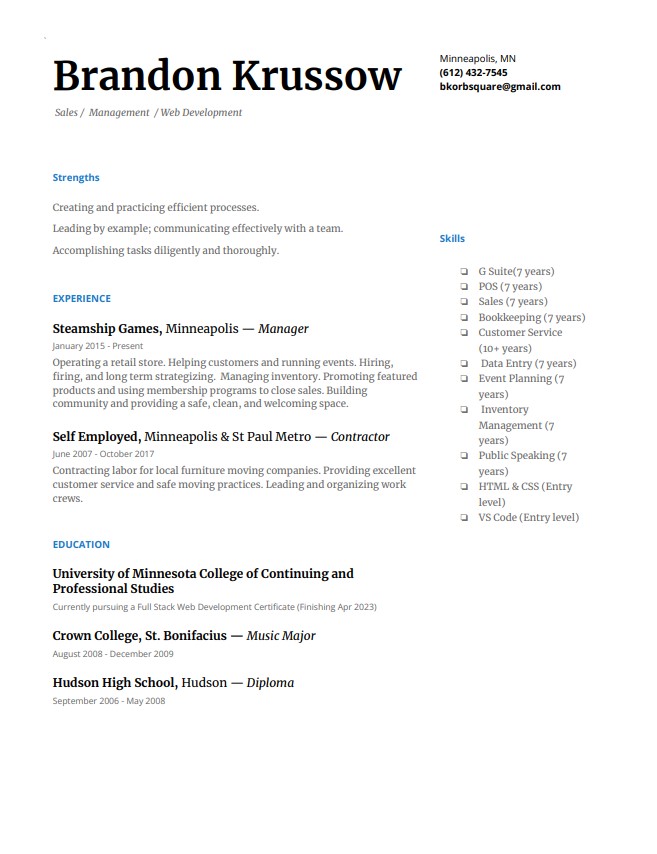 Brandon Krussow
Sales / Management / Web Development
Minneapolis, MN
(612) 432-7545
bkorbsquare@gmail.com
Strengths
Creating and practicing efficient processes.
Leading by example; communicating effectively with a team.
Accomplishing tasks diligently and thoroughly.
EXPERIENCE
Steamship Games, Minneapolis — Manager
January 2015 - Present
Operating a retail store. Helping customers and running events. Hiring,
firing, and long term strategizing. Managing inventory. Promoting featured
products and using membership programs to close sales. Building
community and providing a safe, clean, and welcoming space.
Self Employed, Minneapolis & St Paul Metro — Contractor
June 2007 - October 2017
Contracting labor for local furniture moving companies. Providing excellent
customer service and safe moving practices. Leading and organizing work
crews.
EDUCATION
University of Minnesota College of Continuing and
Professional Studies
Currently pursuing a Full Stack Web Development Certificate (Finishing Apr 2023)
Crown College, St. Bonifacius — Music Major
August 2008 - December 2009
Hudson High School, Hudson — Diploma
September 2006 - May 2008
Skills
❏ G Suite(7 years)
❏ POS (7 years)
❏ Sales (7 years)
❏ Bookkeeping (7 years)
❏ Customer Service
(10+ years)
❏ Data Entry (7 years)
❏ Event Planning (7
years)
❏ Inventory
Management (7
years)
❏ Public Speaking (7
years)
❏ HTML & CSS (Entry
level)
❏ VS Code (Entry level)